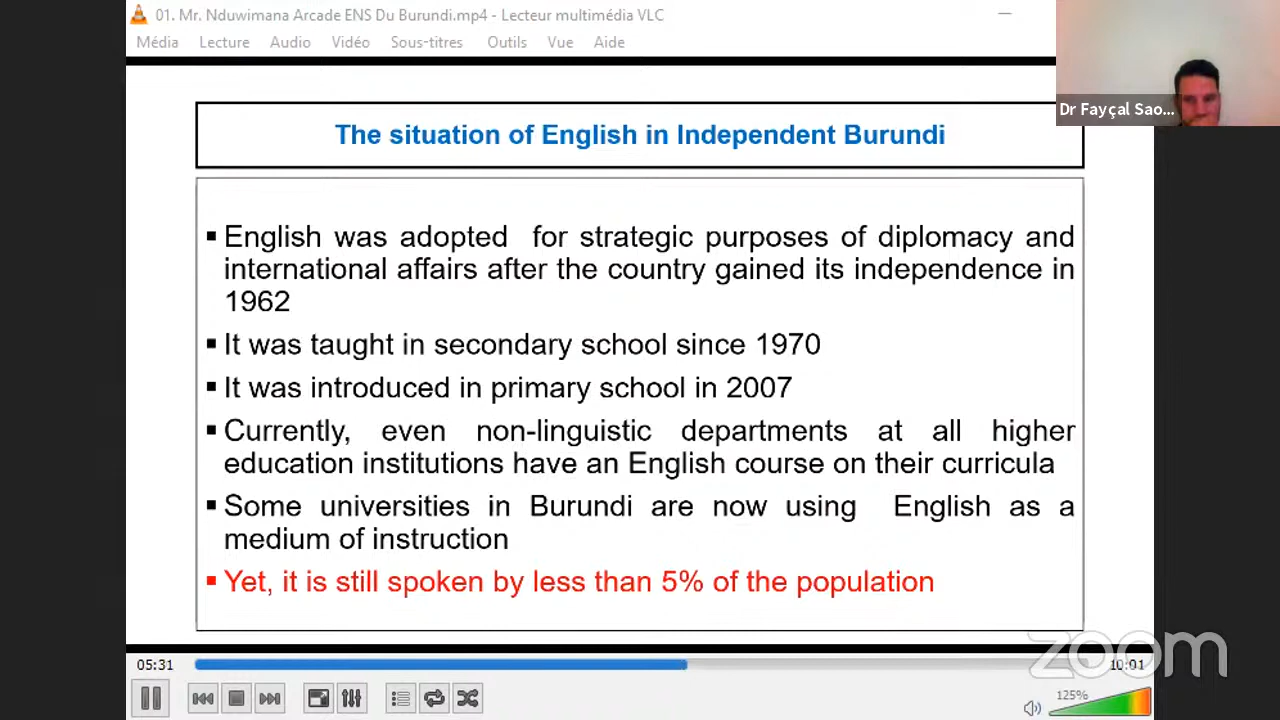 01. Mr. Nduwimana Arcade ENS Du Burundi.mp4 - Lecteur multimédia VLC
Média Lecture Audio Vidéo Sous-titres Outils Vue Aide
Dr Fayçal Sao...
The situation of English in Independent Burundi
▪ English was adopted for strategic purposes of diplomacy and
international affairs after the country gained its independence in
1962
▪ It was taught in secondary school since 1970
▪ It was introduced in primary school in 2007
▪ Currently, even non-linguistic departments at all higher
education institutions have an English course on their curricula
▪ Some universities in Burundi are now using English as a
medium of instruction
▪ Yet, it is still spoken by less than 5% of the population
05:31
10:01
zoom
125%